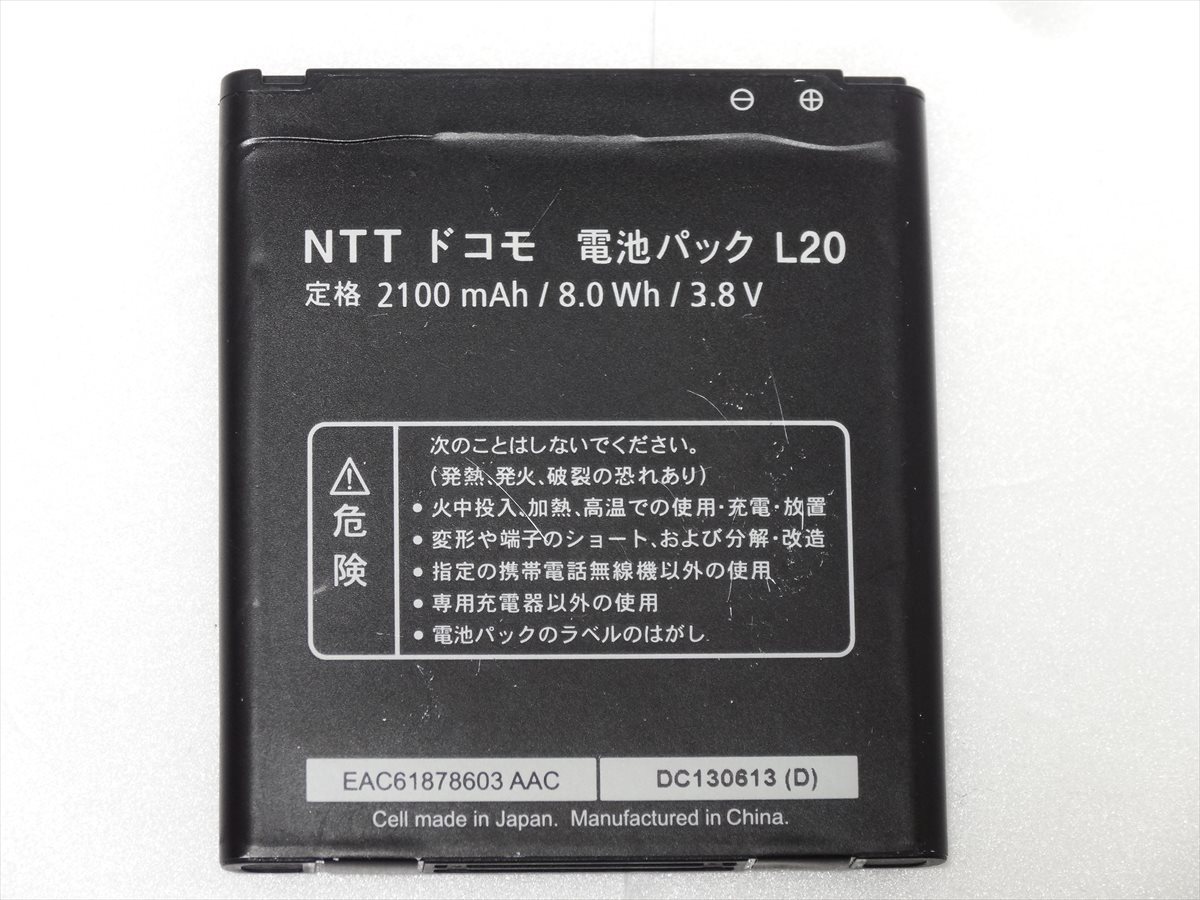 ⊖ ⊕
NTT ドコモ 電池パック L20
定格 2100 mAh / 8.0 Wh / 3.8 V
危険
次のことはしないでください。
(発熱、発火、破裂の恐れあり)
• 火中投入、加熱、高温での使用・充電・放置
• 変形や端子のショート、および分解・改造
• 指定の携帯電話無線機以外の使用
• 専用充電器以外の使用
• 電池パックのラベルのはがし
EAC61878603 AAC
DC130613 (D)
Cell made in Japan. Manufactured in China.